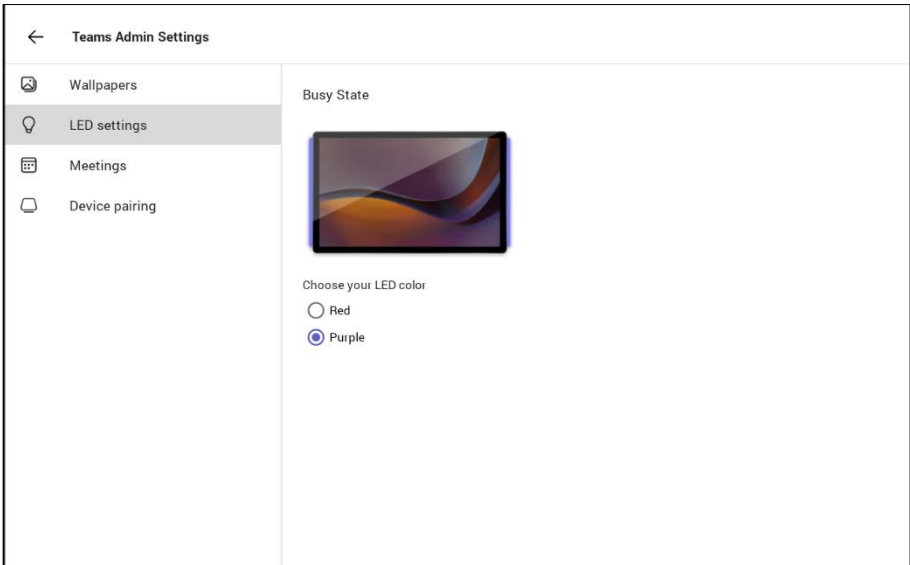 Teams Admin Settings
Wallpapers
LED settings
Meetings
Device pairing
Busy State
Choose your LED color
Red
Purple